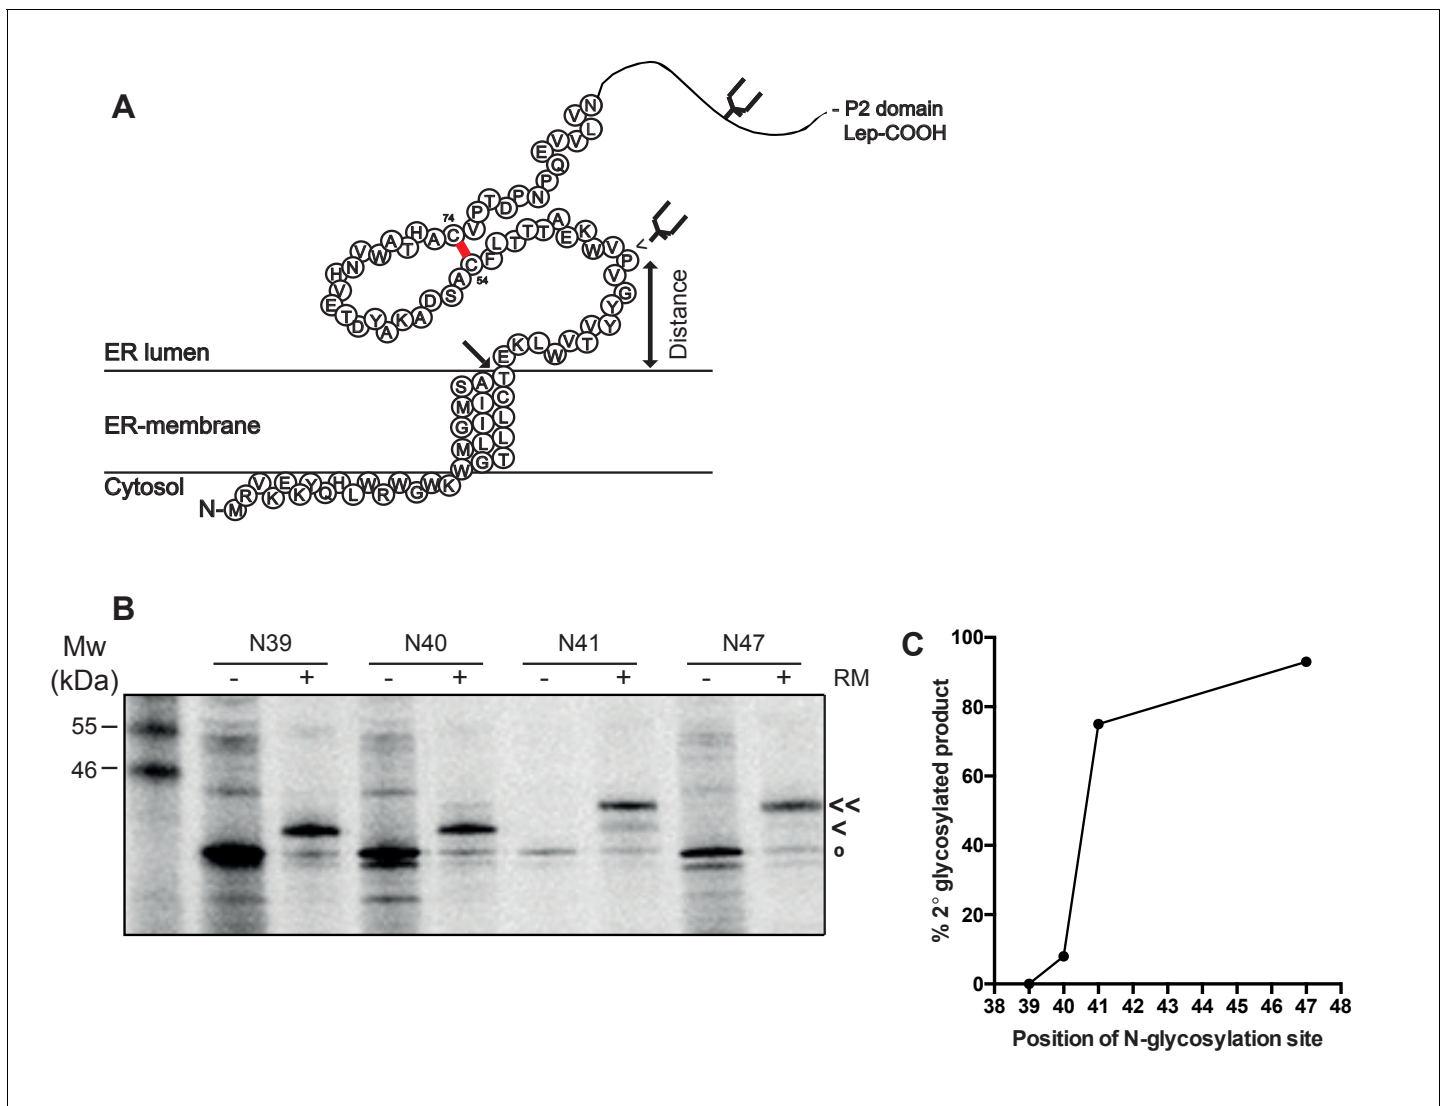 A
- P2 domain
Lep-COOH
74
54
MRVKEKYQHLWRWGWKWGTMLLGILMICSATEKLWVTVYYGVPVWKEATTTLFCASDAKAYDTEVHNVWATHACVPTDPNPQEVVLVN
<
Distance
ER lumen
ER-membrane
Cytosol
N-
B
Mw
(kDa)
N39 N40 N41 N47
- + - + - + - + RM
55
46
<<
<
o
C
% 2° glycosylated product
100
80
60
40
20
0
38 39 40 41 42 43 44 45 46 47 48
Position of N-glycosylation site